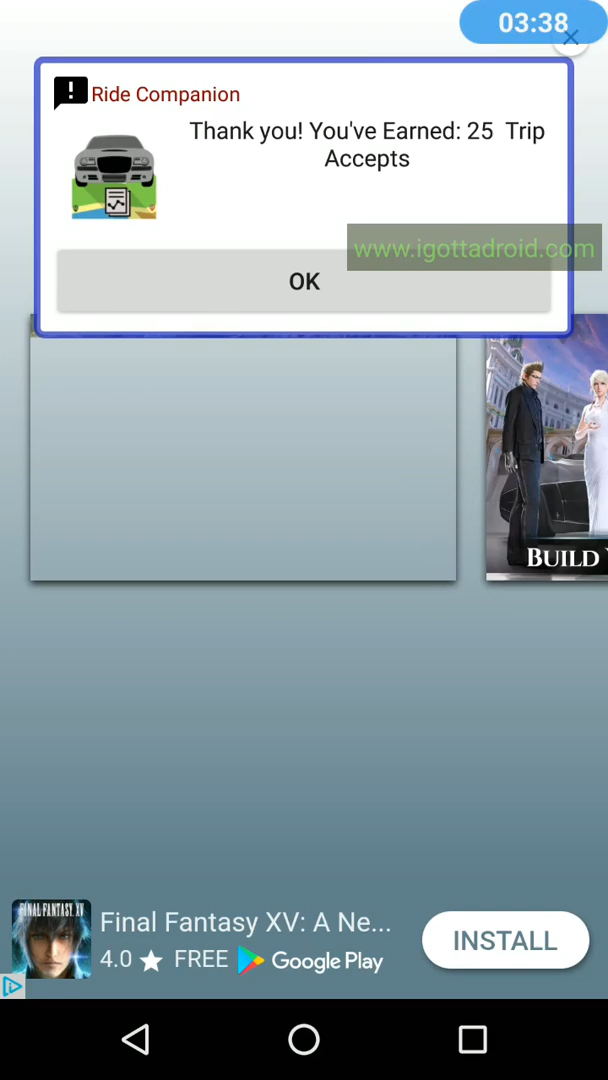 03:38
Ride Companion
Thank you! You've Earned: 25 Trip
Accepts
www.igottadroid.com
OK
BUILD
FINAL FANTASY XV
Final Fantasy XV: A Ne...
4.0 ★ FREE Google Play
INSTALL